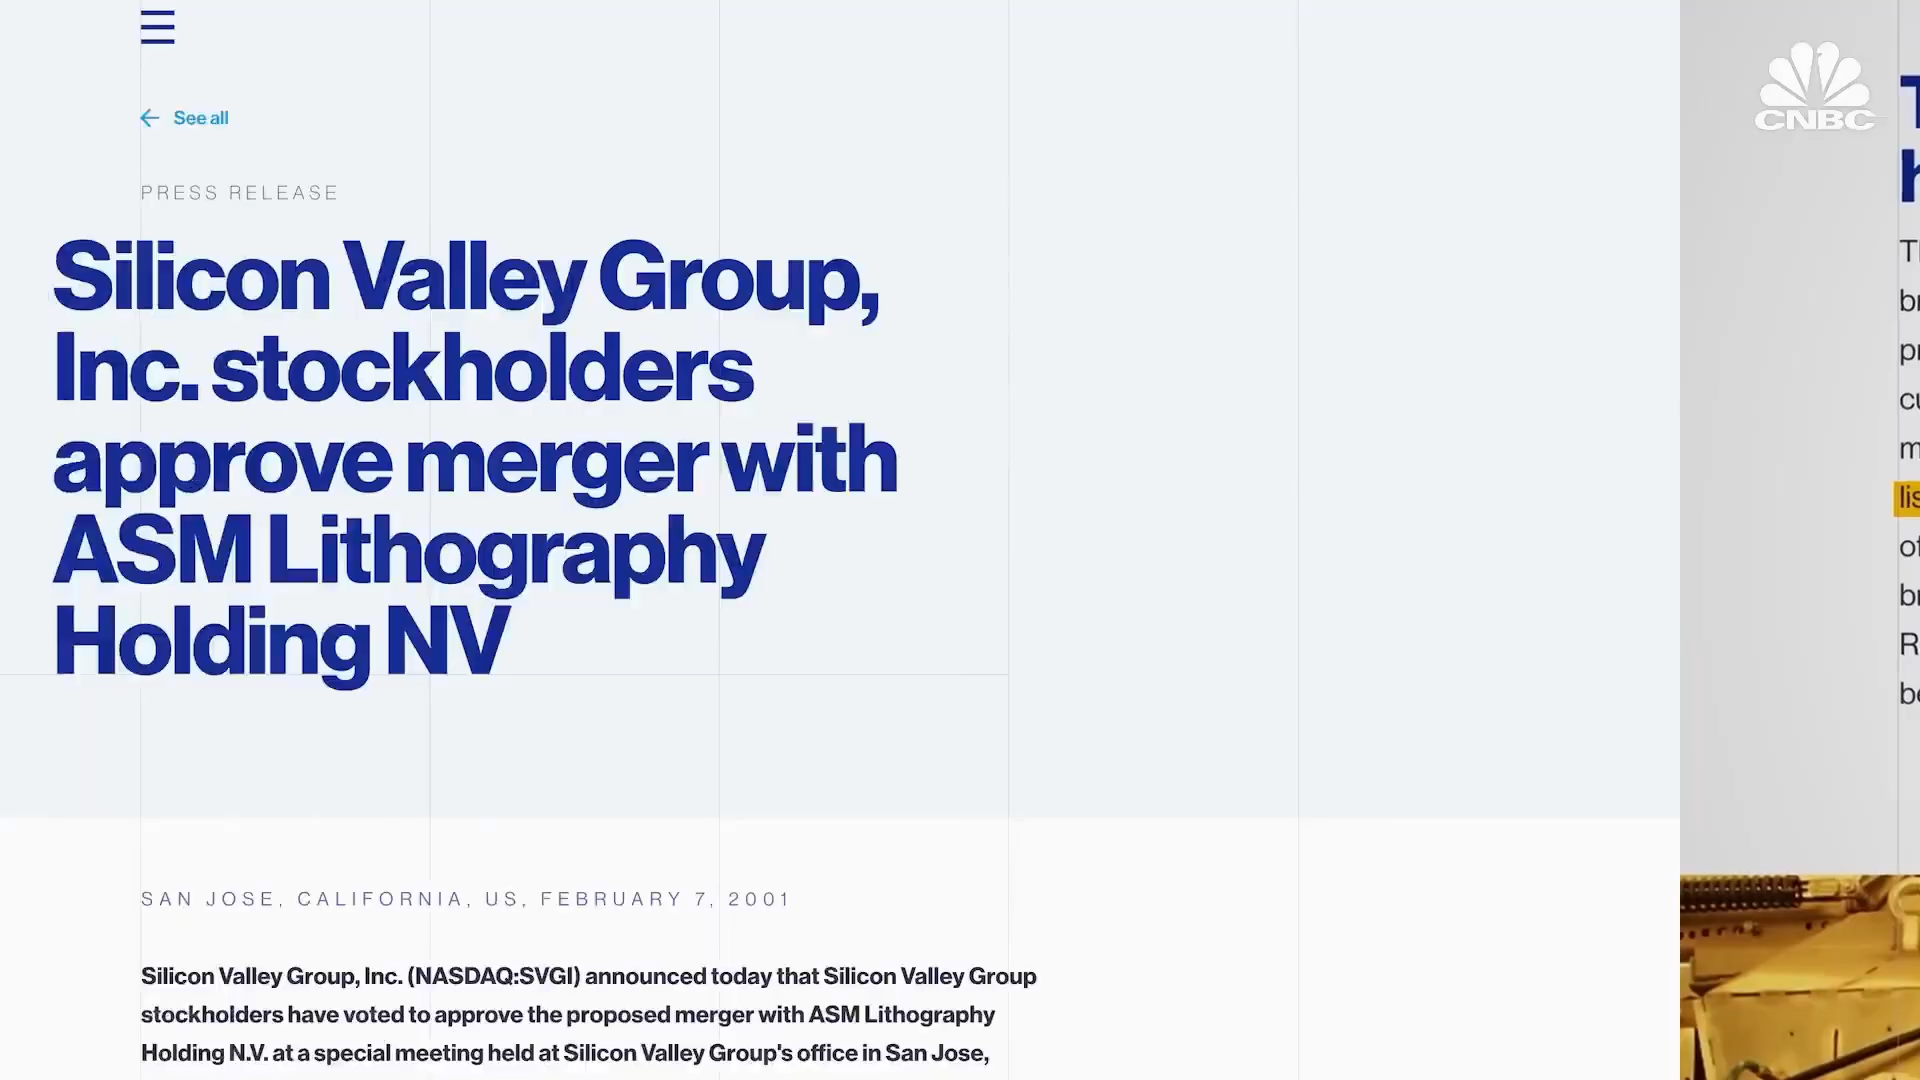 See all
PRESS RELEASE
Silicon Valley Group,
Inc. stockholders
approve merger with
ASM Lithography
Holding NV
SAN JOSE, CALIFORNIA, US, FEBRUARY 7, 2001
Silicon Valley Group, Inc. (NASDAQ:SVGI) announced today that Silicon Valley Group
stockholders have voted to approve the proposed merger with ASM Lithography
Holding N.V. at a special meeting held at Silicon Valley Group's office in San Jose,
CNBC